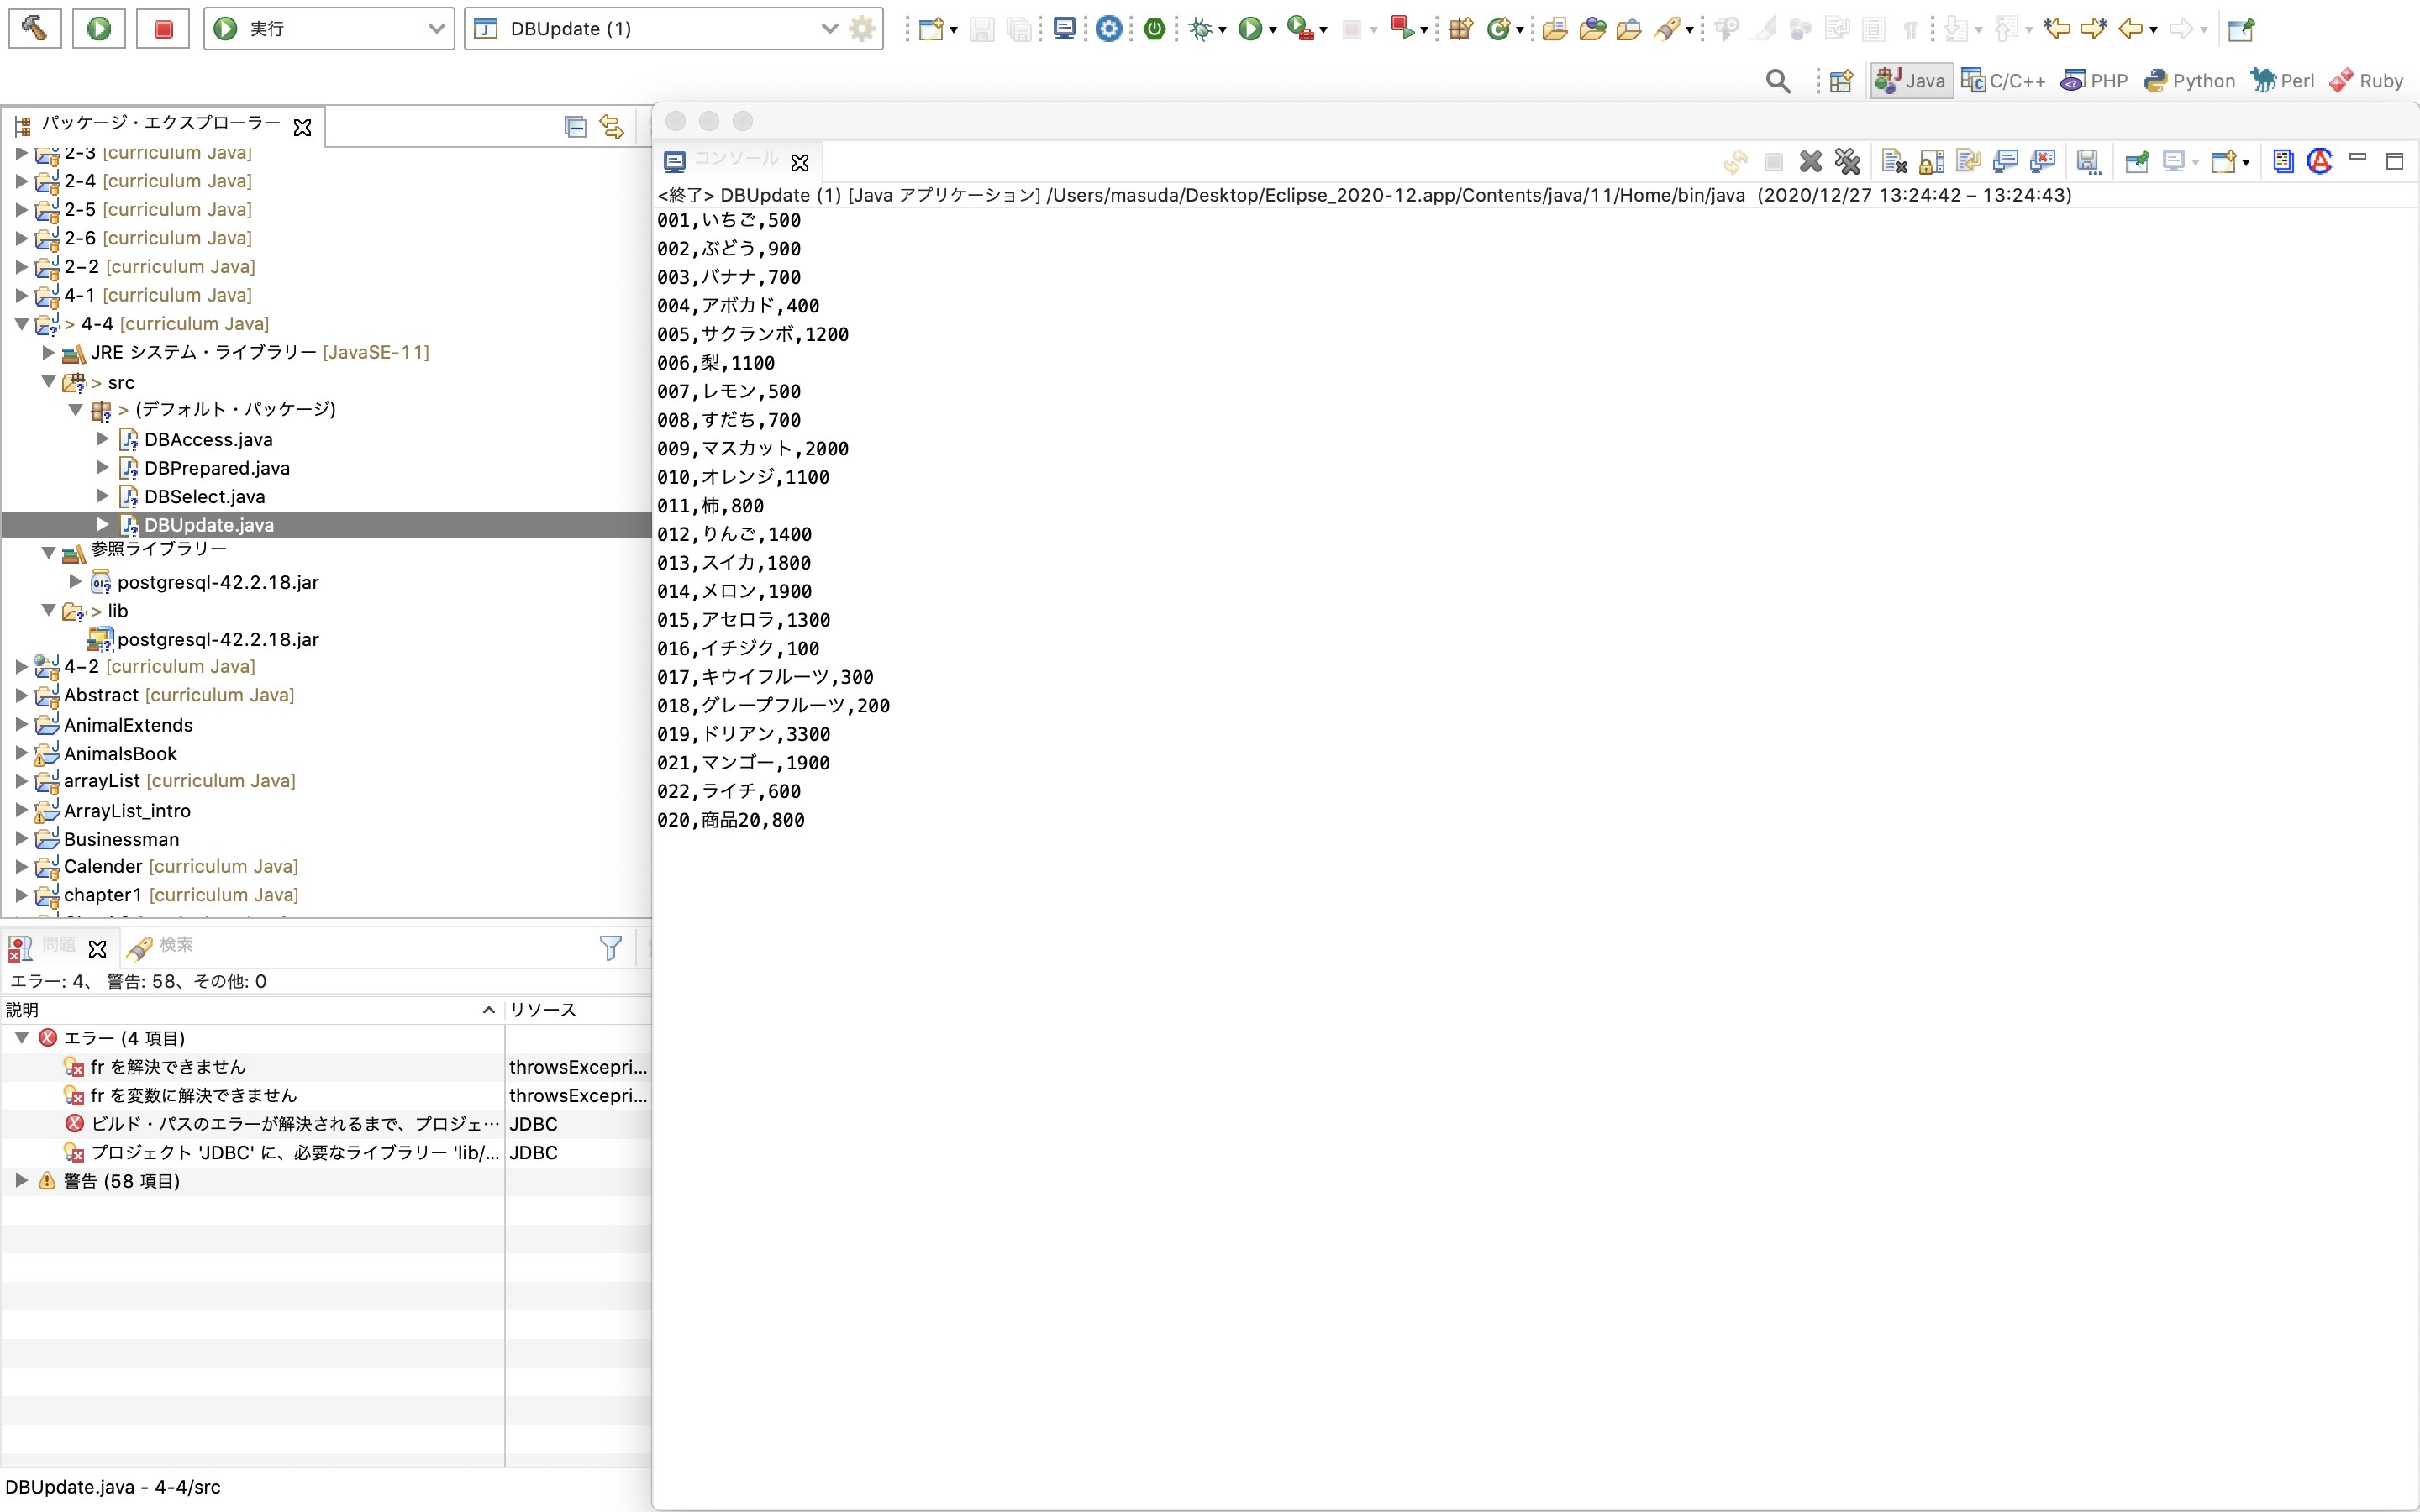 実行
DBUpdate (1)
Java
C/C++
PHP
Python
Perl
Ruby
パッケージ・エクスプローラー
2-3 [curriculum Java]
2-4 [curriculum Java]
2-5 [curriculum Java]
2-6 [curriculum Java]
2−2 [curriculum Java]
4-1 [curriculum Java]
> 4-4 [curriculum Java]
JRE システム・ライブラリー [JavaSE-11]
> src
> (デフォルト・パッケージ)
DBAccess.java
DBPrepared.java
DBSelect.java
DBUpdate.java
参照ライブラリー
postgresql-42.2.18.jar
> lib
postgresql-42.2.18.jar
4−2 [curriculum Java]
Abstract [curriculum Java]
AnimalExtends
AnimalsBook
arrayList [curriculum Java]
ArrayList_intro
Businessman
Calender [curriculum Java]
chapter1 [curriculum Java]
コンソール
<終了> DBUpdate (1) [Java アプリケーション] /Users/masuda/Desktop/Eclipse_2020-12.app/Contents/java/11/Home/bin/java  (2020/12/27 13:24:42 – 13:24:43)
001,いちご,500
002,ぶどう,900
003,バナナ,700
004,アボカド,400
005,サクランボ,1200
006,梨,1100
007,レモン,500
008,すだち,700
009,マスカット,2000
010,オレンジ,1100
011,柿,800
012,りんご,1400
013,スイカ,1800
014,メロン,1900
015,アセロラ,1300
016,イチジク,100
017,キウイフルーツ,300
018,グレープフルーツ,200
019,ドリアン,3300
021,マンゴー,1900
022,ライチ,600
020,商品20,800
問題
検索
エラー: 4、 警告: 58、その他: 0
説明 リソース
エラー (4 項目)
fr を解決できません throwsExcepri...
fr を変数に解決できません throwsExcepri...
ビルド・パスのエラーが解決されるまで、プロジェ… JDBC
プロジェクト 'JDBC' に、必要なライブラリー 'lib/... JDBC
警告 (58 項目)
DBUpdate.java - 4-4/src